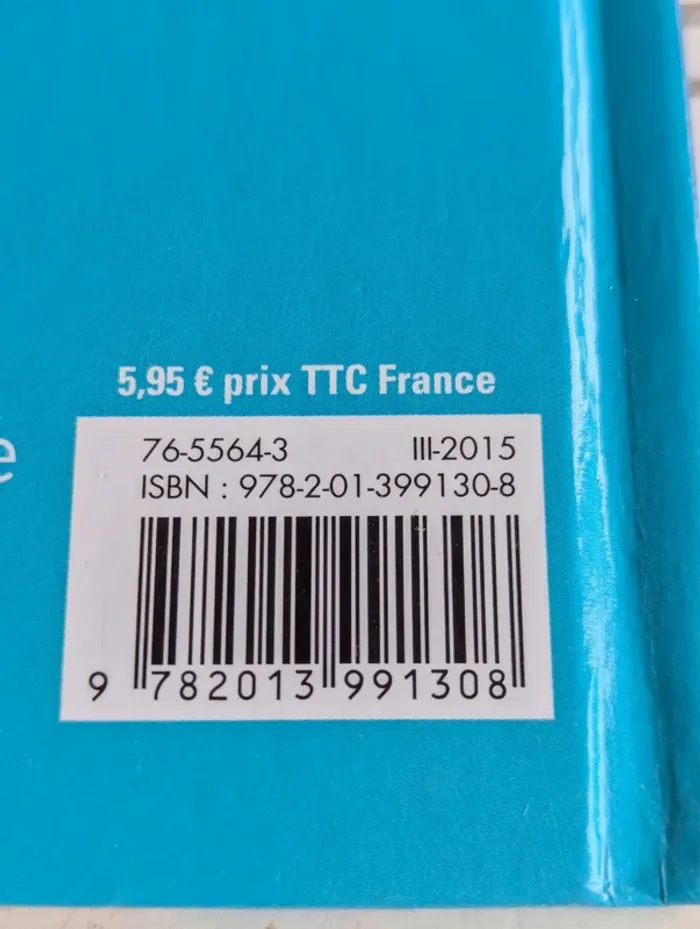 5,95 € prix TTC France
76-5564-3 III-2015
ISBN : 978-2-01-399130-8
e
9 782013 991308